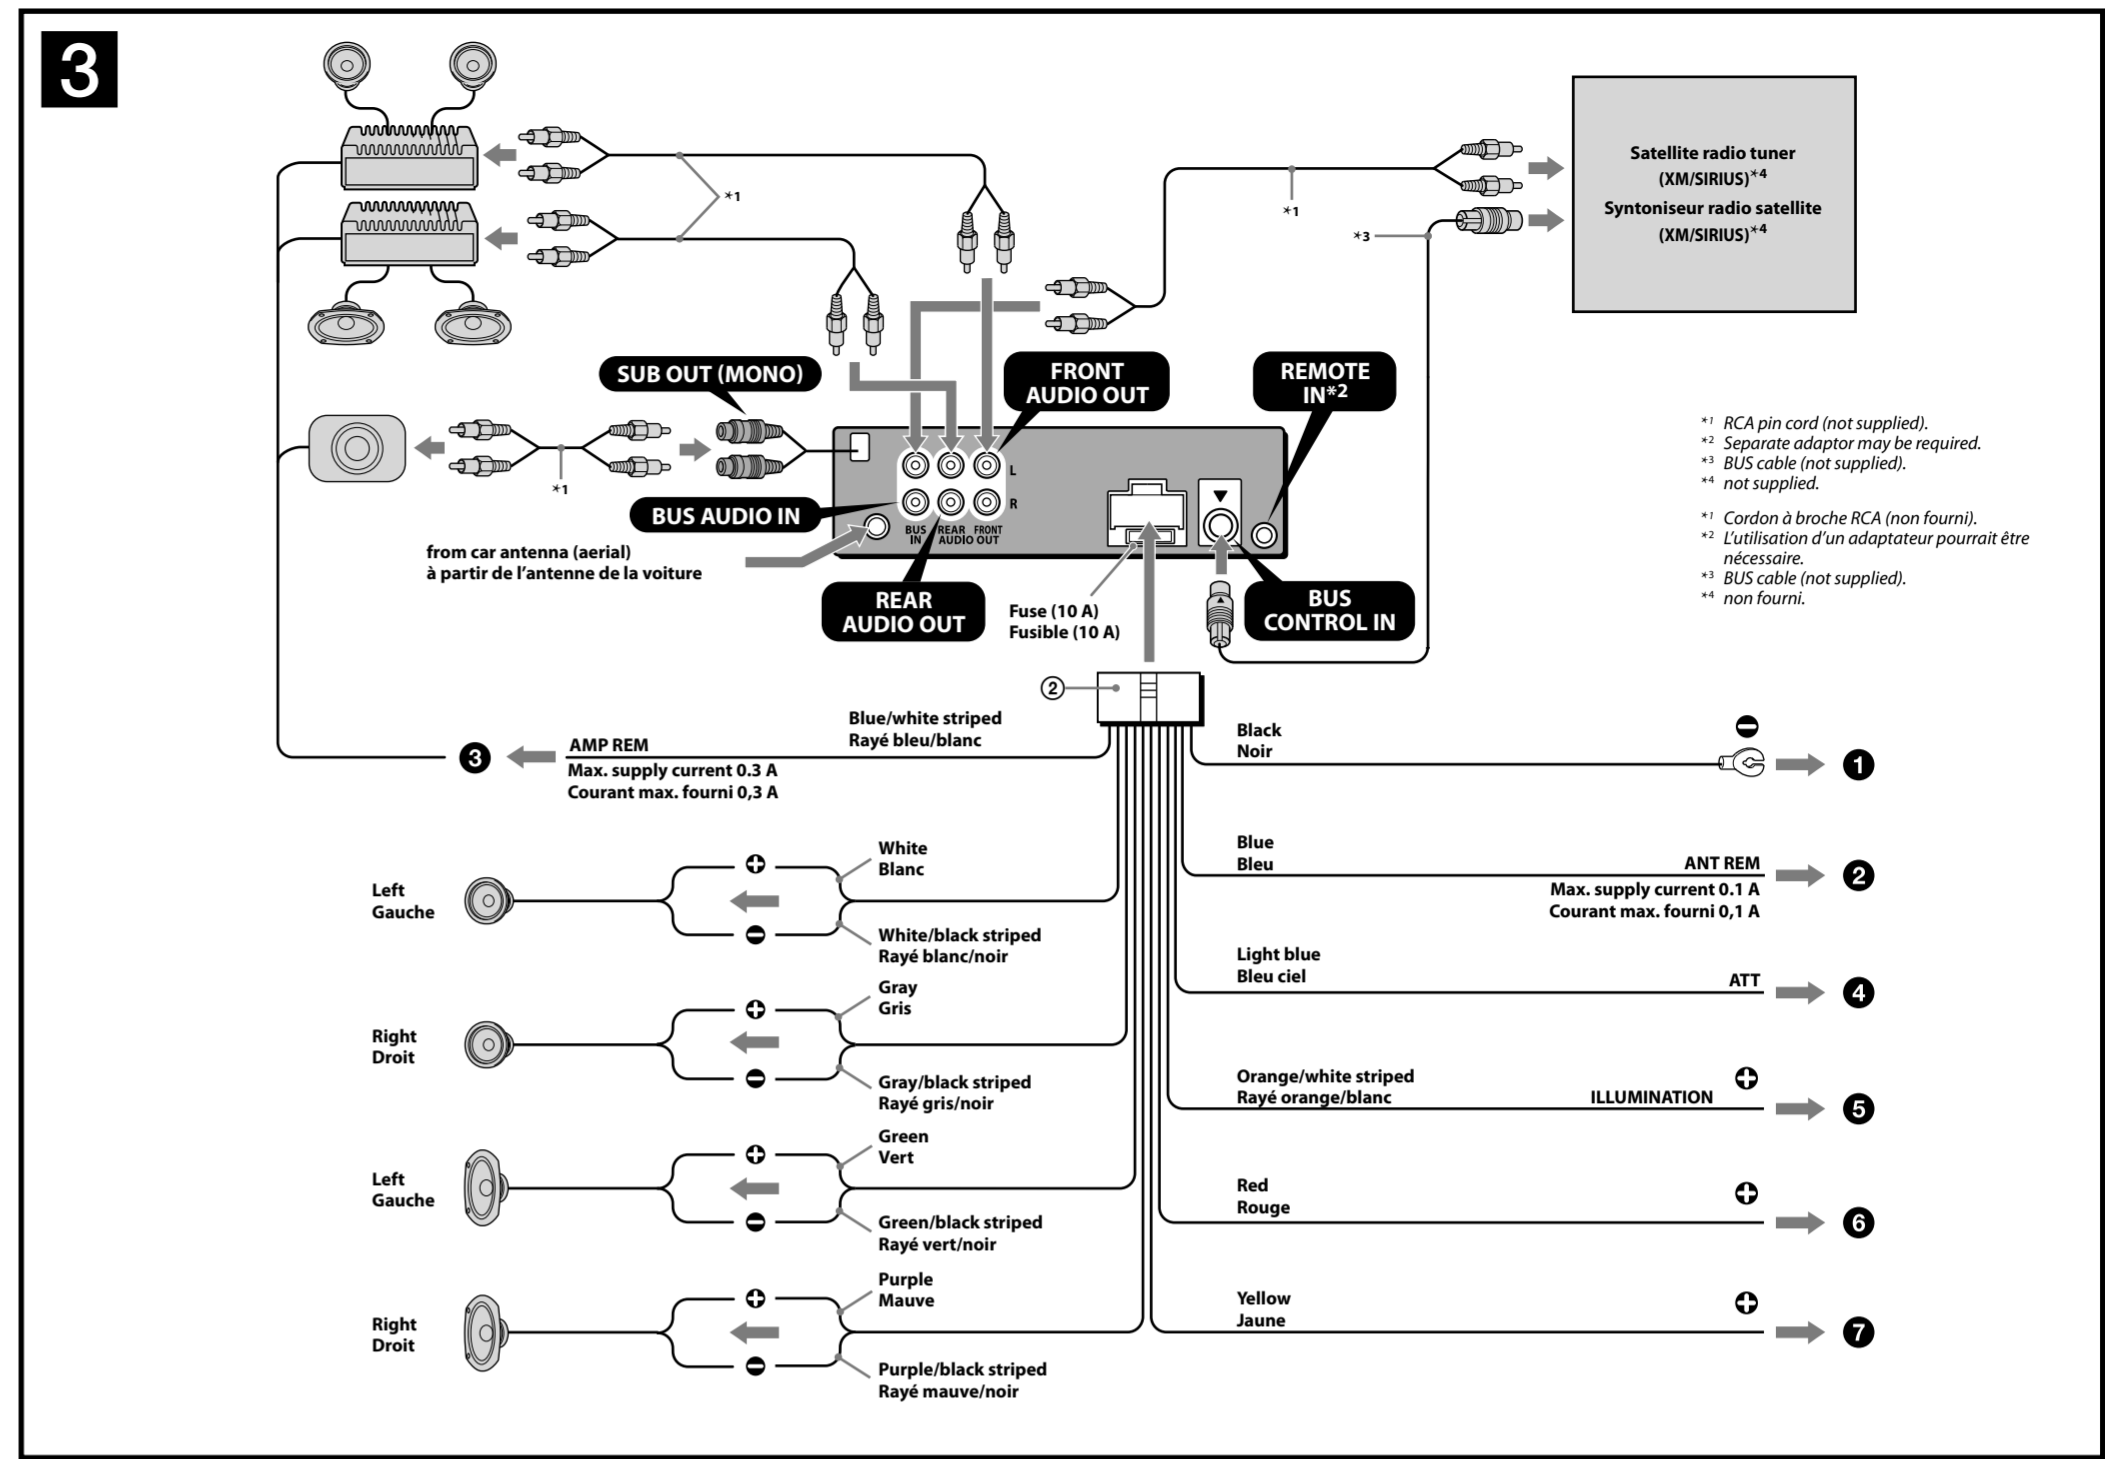 3
*1
*1
*3
Satellite radio tuner
(XM/SIRIUS)*4
Syntoniseur radio satellite
(XM/SIRIUS)*4
SUB OUT (MONO)
FRONT
AUDIO OUT
REMOTE
IN*2
*1
BUS AUDIO IN
L
R
BUS
IN
REAR
FRONT
AUDIO OUT
from car antenna (aerial)
à partir de l'antenne de la voiture
REAR
AUDIO OUT
Fuse (10 A)
Fusible (10 A)
BUS
CONTROL IN
*1 RCA pin cord (not supplied).
*2 Separate adaptor may be required.
*3 BUS cable (not supplied).
*4 not supplied.
*1 Cordon à broche RCA (non fourni).
*2 L'utilisation d'un adaptateur pourrait être
nécessaire.
*3 BUS cable (not supplied).
*4 non fourni.
2
3
AMP REM
Blue/white striped
Rayé bleu/blanc
Max. supply current 0.3 A
Courant max. fourni 0,3 A
Left
Gauche
White
Blanc
White/black striped
Rayé blanc/noir
Right
Droit
Gray
Gris
Gray/black striped
Rayé gris/noir
Left
Gauche
Green
Vert
Green/black striped
Rayé vert/noir
Right
Droit
Purple
Mauve
Purple/black striped
Rayé mauve/noir
Black
Noir
1
Blue
Bleu
ANT REM
Max. supply current 0.1 A
Courant max. fourni 0,1 A
2
Light blue
Bleu ciel
ATT
4
Orange/white striped
Rayé orange/blanc
ILLUMINATION
5
Red
Rouge
6
Yellow
Jaune
7